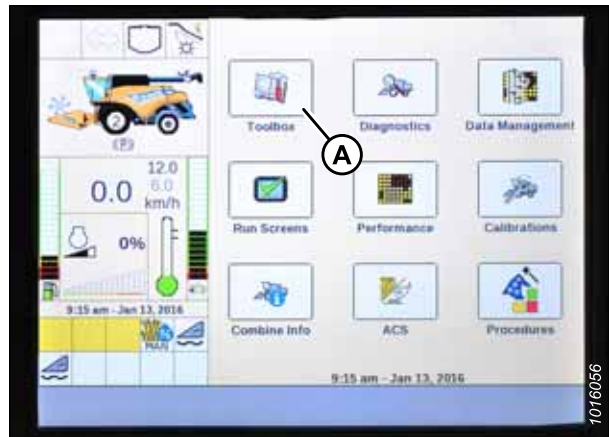 Toolbox
Diagnostics
Data Management
A
12.0
6.0
0.0 km/h
2
(P)
0%
Run Screens
Performance
Calibrations
9:15 am - Jan 13, 2016
MAN
Combine Info
ACS
Procedures
9:15 am - Jan 13, 2016
1016056